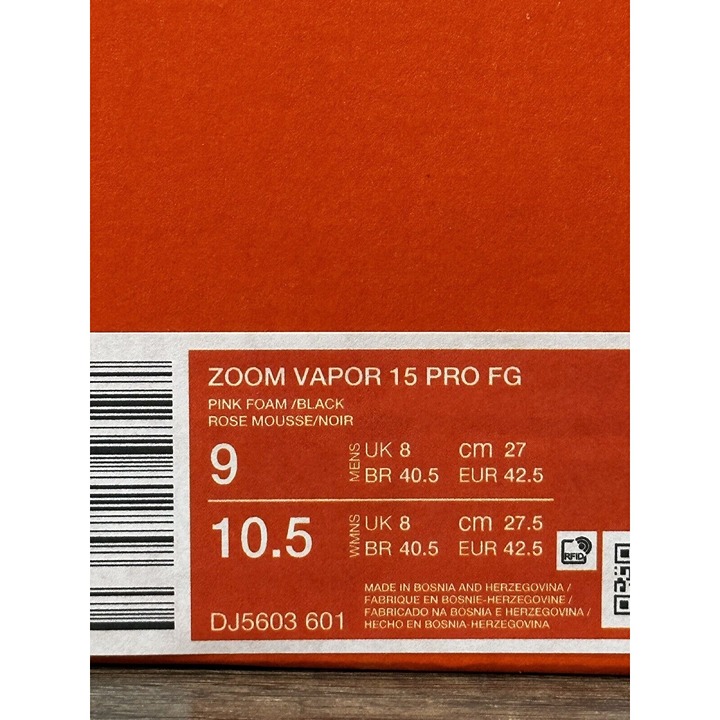 ZOOM VAPOR 15 PRO FG
PINK FOAM /BLACK
ROSE MOUSSE/NOIR
9 MENS UK 8 cm 27
BR 40.5 EUR 42.5
10.5 WMNS UK 8 cm 27.5
BR 40.5 EUR 42.5
RFID
DJ5603 601
MADE IN BOSNIA AND HERZEGOVINA /
FABRIQUE EN BOSNIE-HERZEGOVINE /
FABRICADO NA BOSNIA E HERZEGOVINA /
HECHO EN BOSNIA-HERZEGOVINA